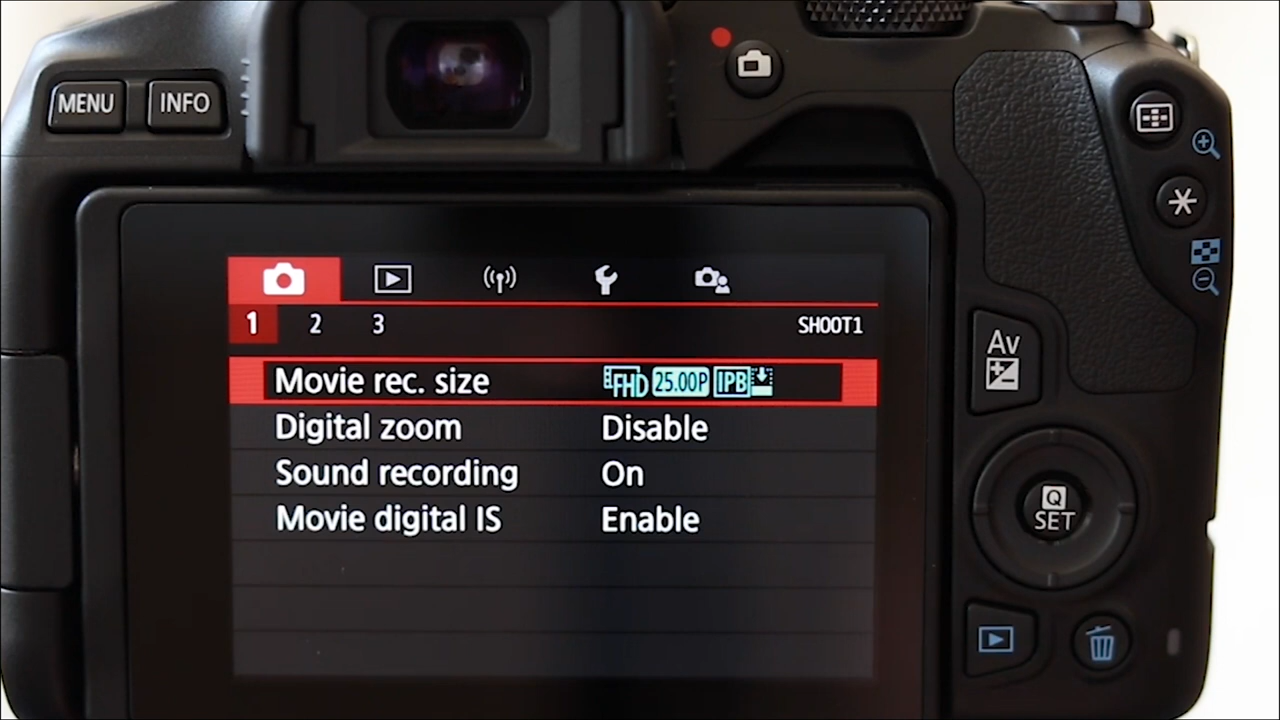 MENU INFO
1 2 3 SHOOT1
Movie rec. size FHD 25.00P IPB
Digital zoom Disable
Sound recording On
Movie digital IS Enable
Av
Q
SET